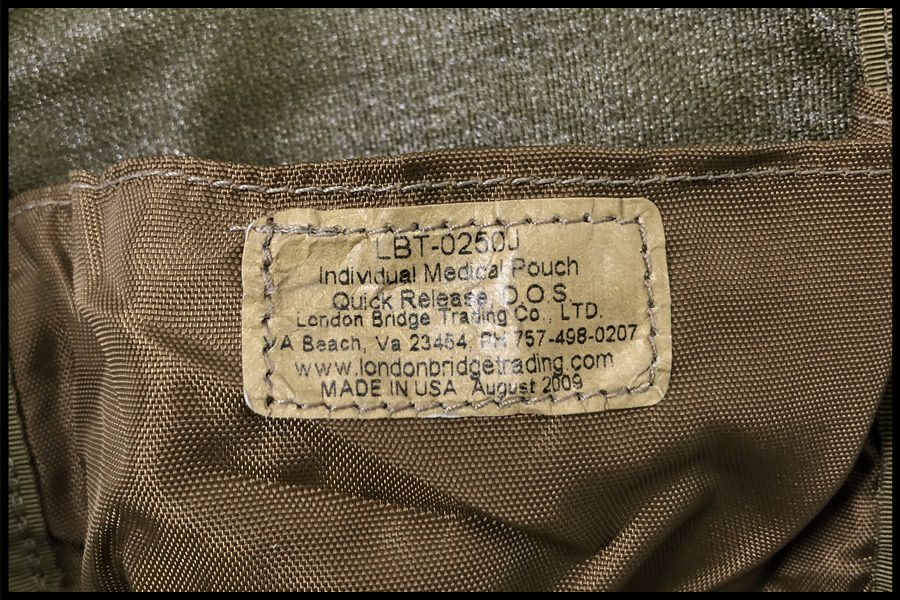 LBT-0250J
Individual Medical Pouch
Quick Release, D.O.S.
London Bridge Trading Co., LTD.
VA Beach, Va 23454, PH 757-498-0207
www.londonbridgetrading.com
MADE IN USA August 2009